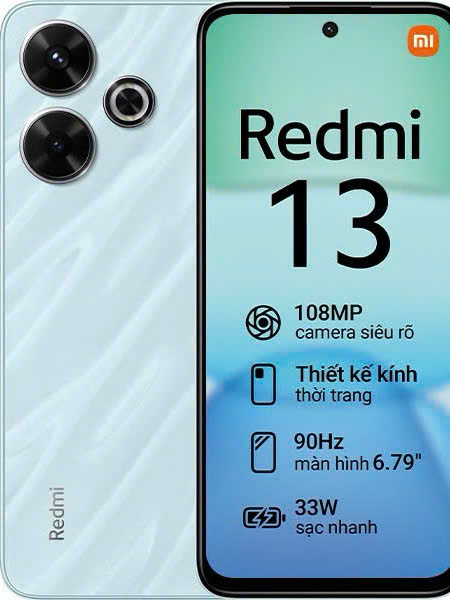 mi
Redmi
13
108MP
camera siêu rõ
Thiết kế kính
thời trang
90Hz
màn hình 6.79"
33W
sạc nhanh
Redmi